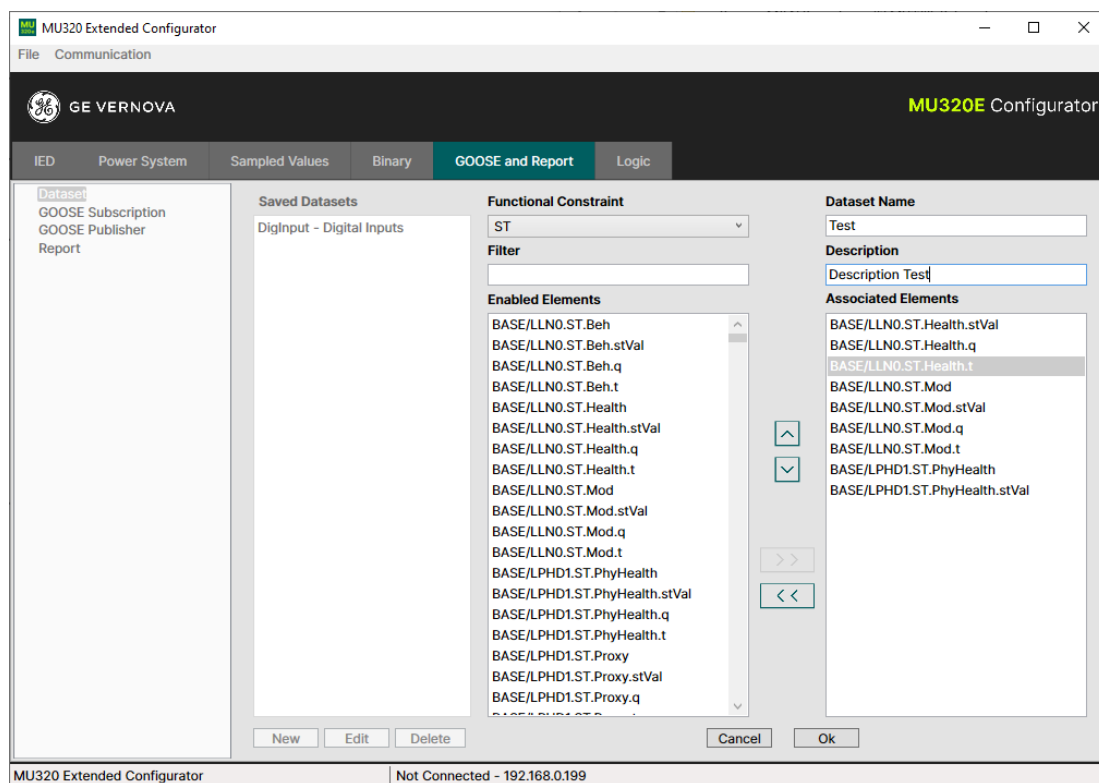 MU320 Extended Configurator
File Communication
GE VERNOVA
MU320E Configurator
IED Power System Sampled Values Binary GOOSE and Report Logic
Dataset
GOOSE Subscription
GOOSE Publisher
Report
Saved Datasets
DigInput - Digital Inputs
New Edit Delete
Functional Constraint
ST
Filter
Enabled Elements
BASE/LLN0.ST.Beh
BASE/LLN0.ST.Beh.stVal
BASE/LLN0.ST.Beh.q
BASE/LLN0.ST.Beh.t
BASE/LLN0.ST.Health
BASE/LLN0.ST.Health.stVal
BASE/LLN0.ST.Health.q
BASE/LLN0.ST.Health.t
BASE/LLN0.ST.Mod
BASE/LLN0.ST.Mod.stVal
BASE/LLN0.ST.Mod.q
BASE/LLN0.ST.Mod.t
BASE/LPHD1.ST.PhyHealth
BASE/LPHD1.ST.PhyHealth.stVal
BASE/LPHD1.ST.PhyHealth.q
BASE/LPHD1.ST.PhyHealth.t
BASE/LPHD1.ST.Proxy
BASE/LPHD1.ST.Proxy.stVal
BASE/LPHD1.ST.Proxy.q
>>
<<
Dataset Name
Test
Description
Description Test
Associated Elements
BASE/LLN0.ST.Health.stVal
BASE/LLN0.ST.Health.q
BASE/LLN0.ST.Health.t
BASE/LLN0.ST.Mod
BASE/LLN0.ST.Mod.stVal
BASE/LLN0.ST.Mod.q
BASE/LLN0.ST.Mod.t
BASE/LPHD1.ST.PhyHealth
BASE/LPHD1.ST.PhyHealth.stVal
Cancel Ok
MU320 Extended Configurator Not Connected - 192.168.0.199